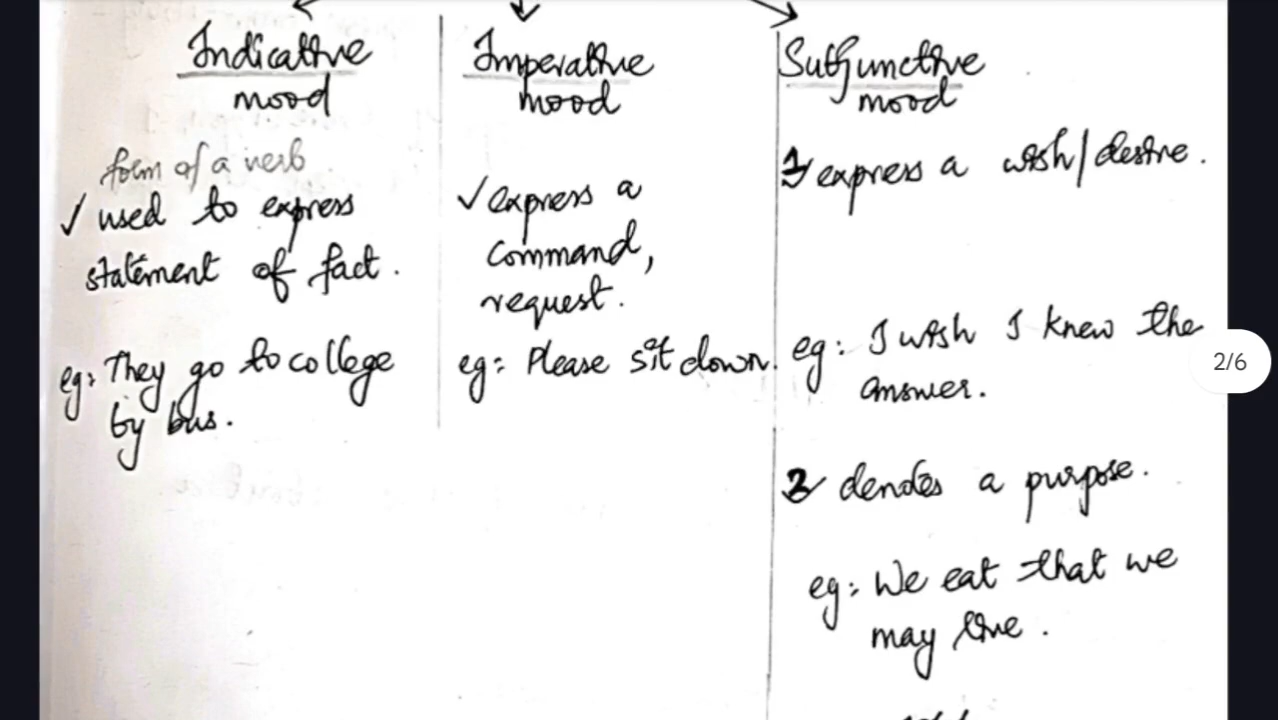 Indicative
mood
form of a verb
✓ used to express
statement of fact.
eg: They go to college
by bus.
Imperative
mood
✓ express a
command,
request.
eg: Please sit down.
Subjunctive
mood
1 express a wish/desire.
eg: I wish I knew the
answer.
2 denotes a purpose.
eg: We eat that we
may live.
2/6